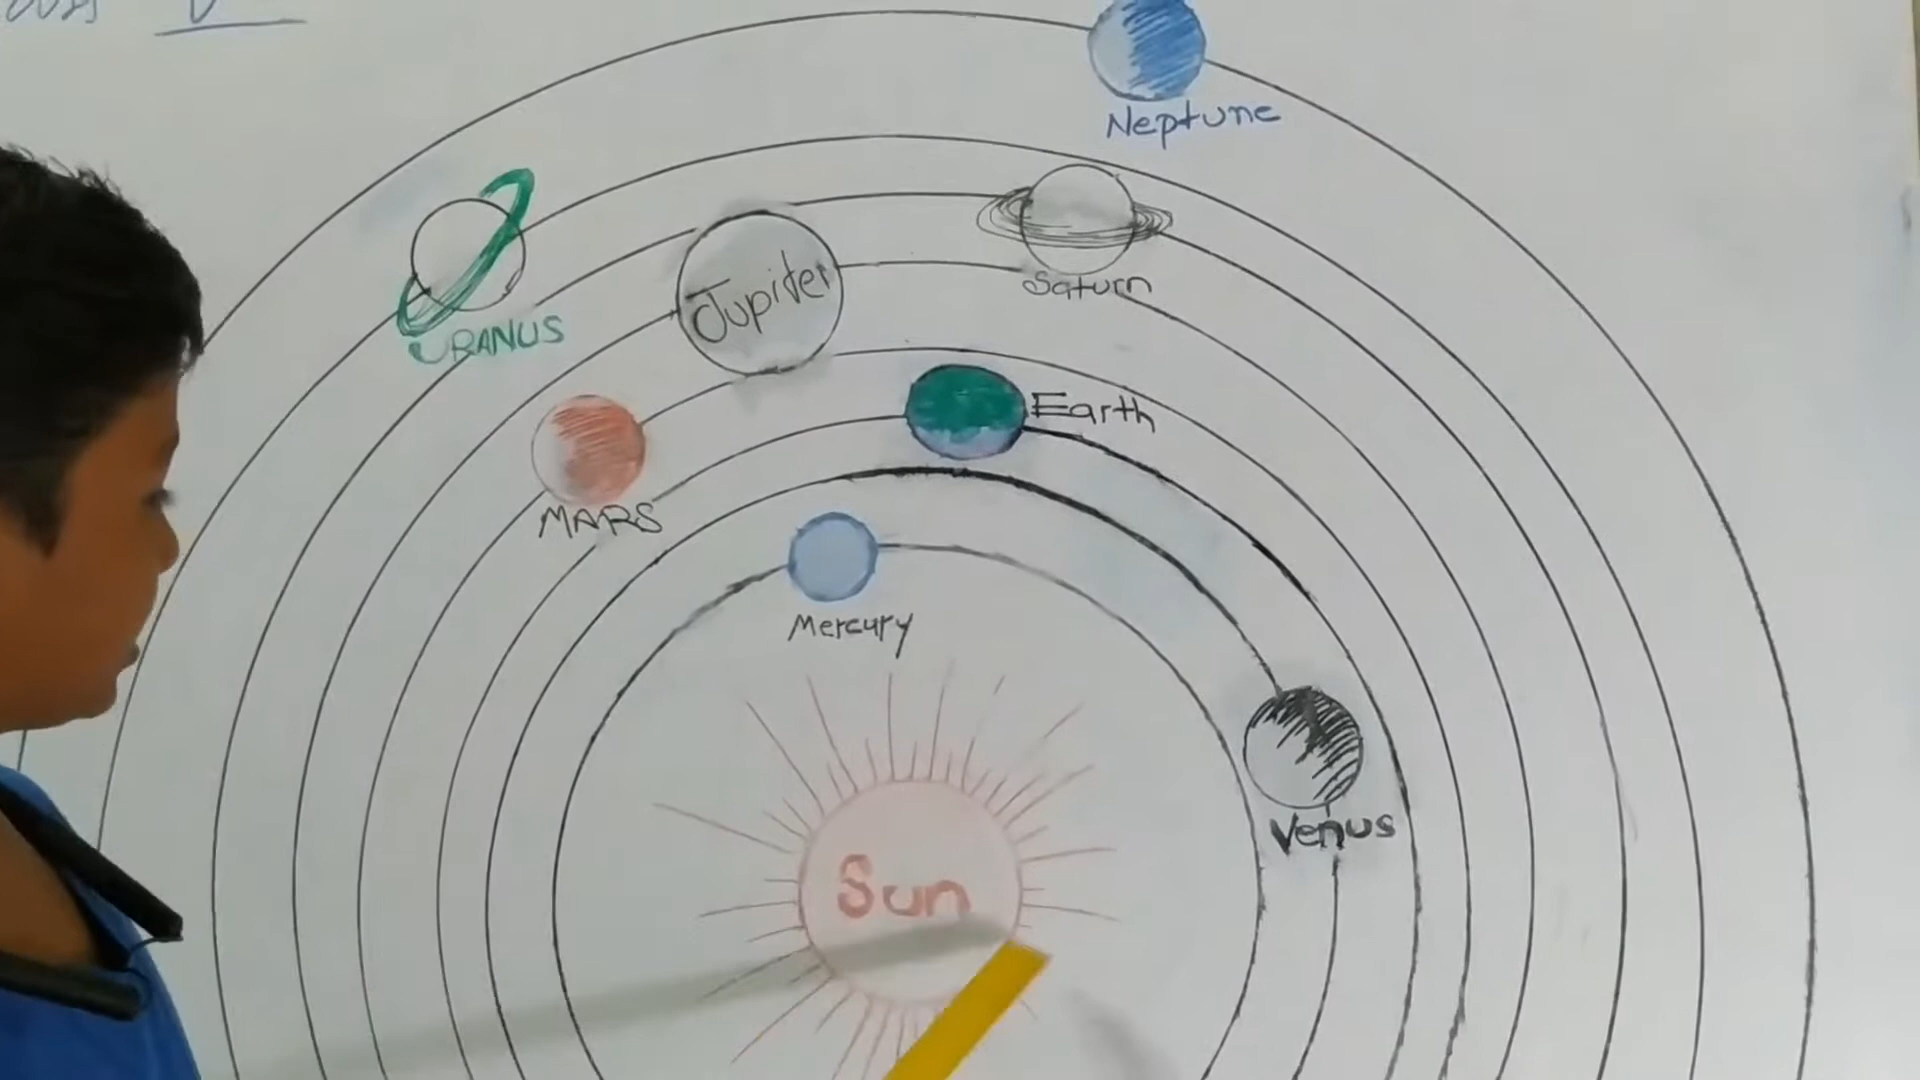 Neptune
Saturn
Jupiter
URANUS
Earth
MARS
Mercury
Venus
Sun